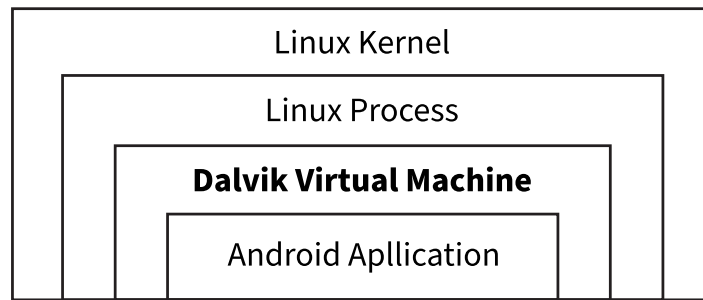 Linux Kernel
Linux Process
Dalvik Virtual Machine
Android Apllication